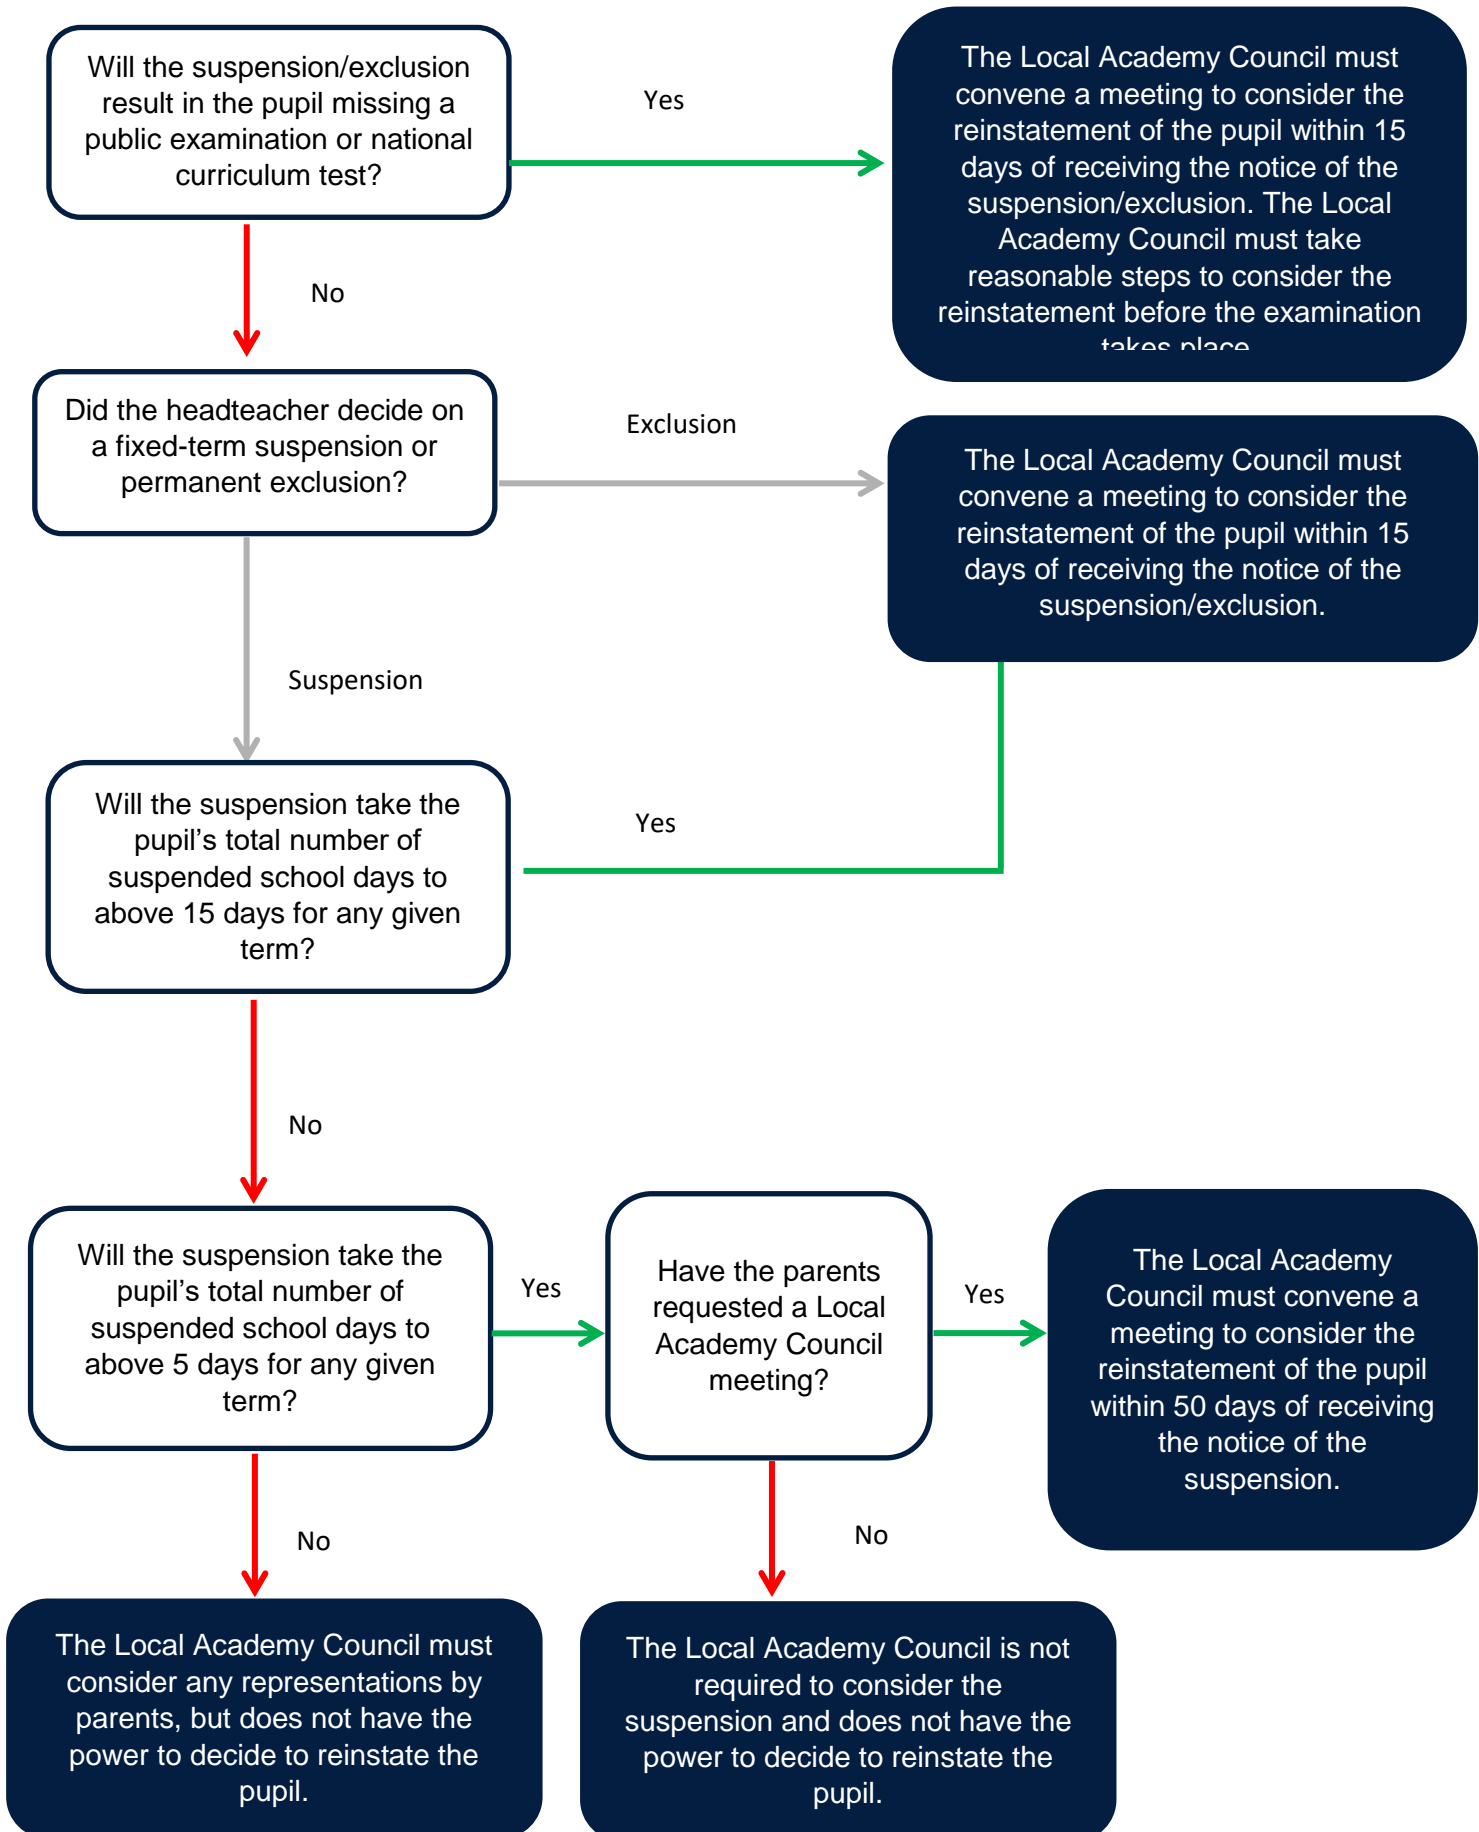 Will the suspension/exclusion
result in the pupil missing a
public examination or national
curriculum test?
Yes
The Local Academy Council must
convene a meeting to consider the
reinstatement of the pupil within 15
days of receiving the notice of the
suspension/exclusion. The Local
Academy Council must take
reasonable steps to consider the
reinstatement before the examination
takes place.
No
Did the headteacher decide on
a fixed-term suspension or
permanent exclusion?
Exclusion
The Local Academy Council must
convene a meeting to consider the
reinstatement of the pupil within 15
days of receiving the notice of the
suspension/exclusion.
Suspension
Will the suspension take the
pupil’s total number of
suspended school days to
above 15 days for any given
term?
Yes
No
Will the suspension take the
pupil’s total number of
suspended school days to
above 5 days for any given
term?
Yes
Have the parents
requested a Local
Academy Council
meeting?
Yes
The Local Academy
Council must convene a
meeting to consider the
reinstatement of the pupil
within 50 days of receiving
the notice of the
suspension.
No
No
The Local Academy Council must
consider any representations by
parents, but does not have the
power to decide to reinstate the
pupil.
The Local Academy Council is not
required to consider the
suspension and does not have the
power to decide to reinstate the
pupil.